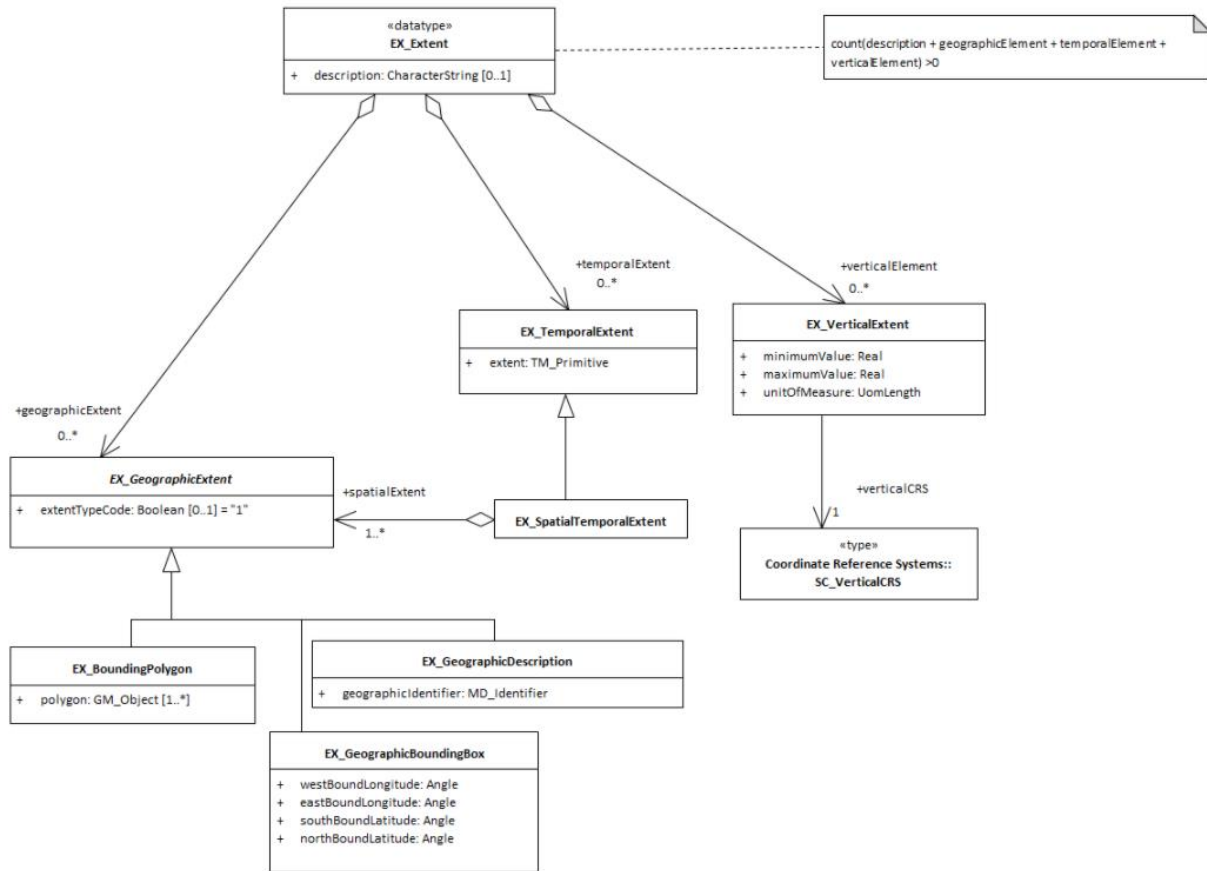 «datatype»
EX_Extent
+ description: CharacterString [0..1]
count(description + geographicElement + temporalElement +
verticalElement) >0
+temporalExtent
0..*
+verticalElement
0..*
EX_TemporalExtent
+ extent: TM_Primitive
EX_VerticalExtent
+ minimumValue: Real
+ maximumValue: Real
+ unitOfMeasure: UomLength
+geographicExtent
0..*
EX_GeographicExtent
+ extentTypeCode: Boolean [0..1] = "1"
+spatialExtent
1..*
EX_SpatialTemporalExtent
+verticalCRS
1
«type»
Coordinate Reference Systems::
SC_VerticalCRS
EX_BoundingPolygon
+ polygon: GM_Object [1..*]
EX_GeographicDescription
+ geographicIdentifier: MD_Identifier
EX_GeographicBoundingBox
+ westBoundLongitude: Angle
+ eastBoundLongitude: Angle
+ southBoundLatitude: Angle
+ northBoundLatitude: Angle